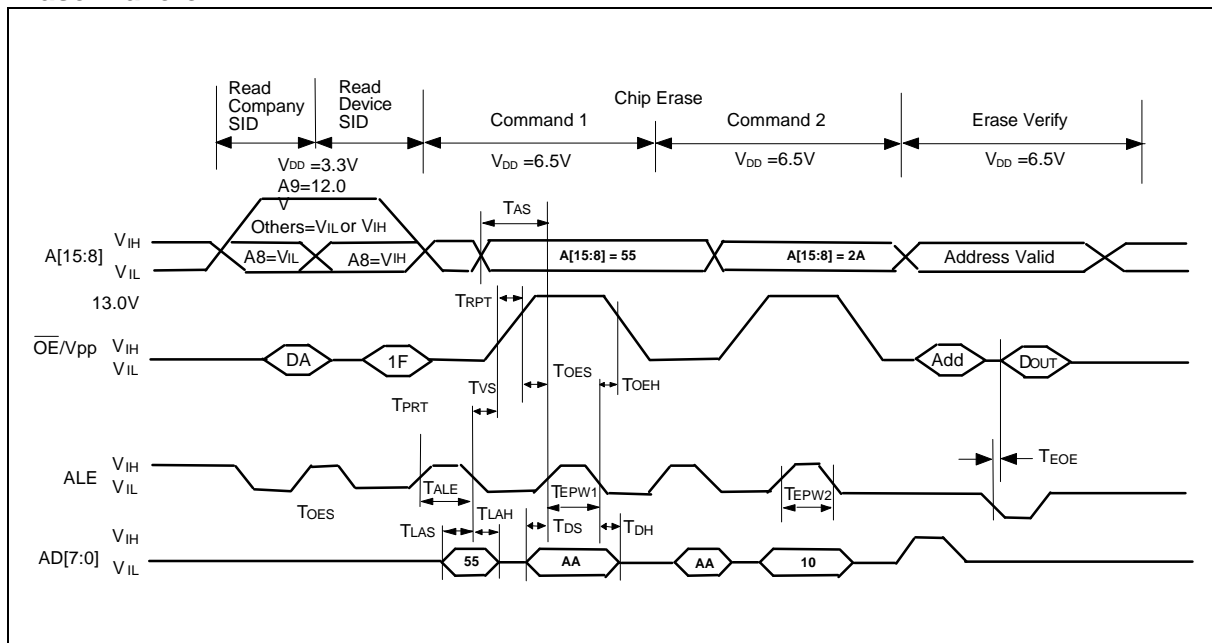 Read Company SID
Read Device SID
Chip Erase
Command 1
Command 2
Erase Verify
VDD =3.3V
VDD =6.5V
VDD =6.5V
VDD =6.5V
A9=12.0 V
Others=VIL or VIH
TAS
A[15:8]
VIH
VIL
A8=VIL
A8=VIH
A[15:8] = 55
A[15:8] = 2A
Address Valid
13.0V
TRPT
OE/Vpp
VIH
VIL
DA
1F
Add
DOUT
TOES
TOEH
TVS
TPRT
TEOE
ALE
VIH
VIL
TALE
TEPW1
TEPW2
TOES
TLAH
TLAS
TDS
TDH
AD[7:0]
VIH
VIL
55
AA
AA
10